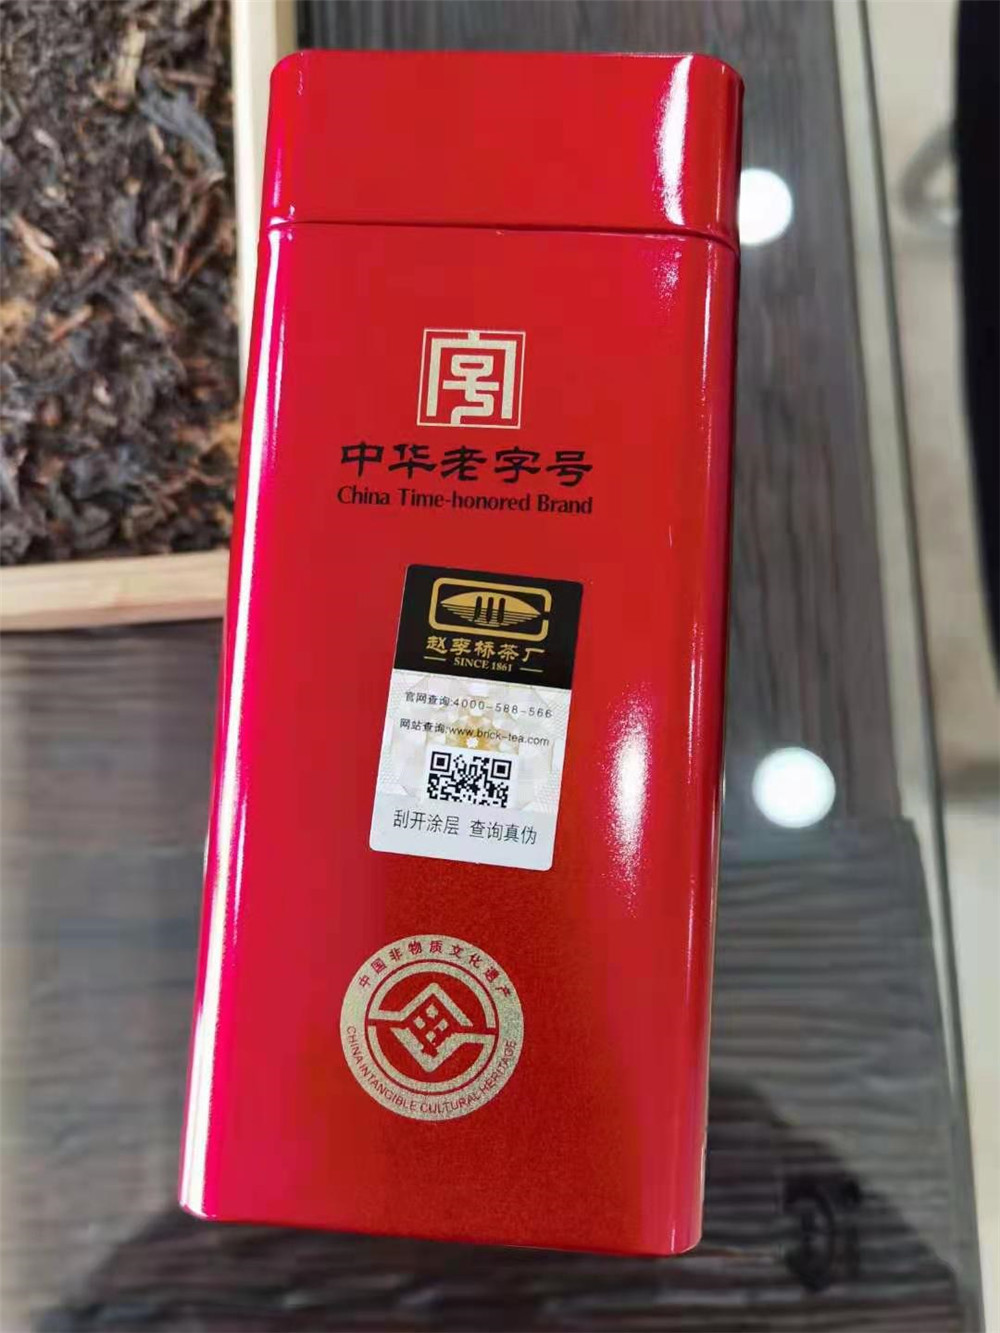 中华老字号
China Time-honored Brand
赵李桥茶厂
SINCE 1861
官网查询:4000-588-566
网站查询:www.brick-tea.com
刮开涂层 查询真伪
中国非物质文化遗产
CHINA INTANGIBLE CULTURAL HERITAGE